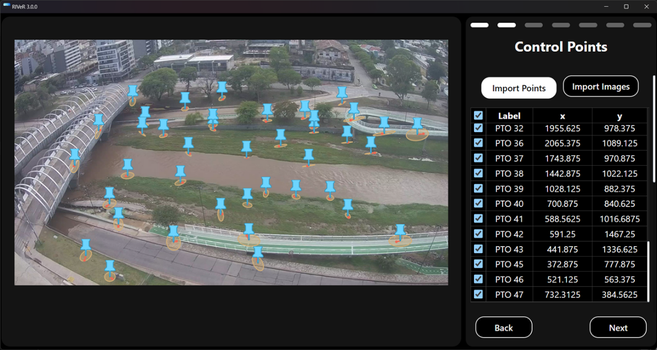 RIVeR 3.0.0
Control Points
Import Points
Import Images
Label x y
PTO 32 1955.625 978.375
PTO 36 2065.375 1089.125
PTO 37 1743.875 970.875
PTO 38 1442.875 1022.125
PTO 39 1028.125 882.375
PTO 40 700.875 840.625
PTO 41 588.5625 1016.6875
PTO 42 591.25 1467.25
PTO 43 441.875 1336.625
PTO 45 372.875 777.875
PTO 46 521.125 563.375
PTO 47 732.3125 384.5625
Back
Next